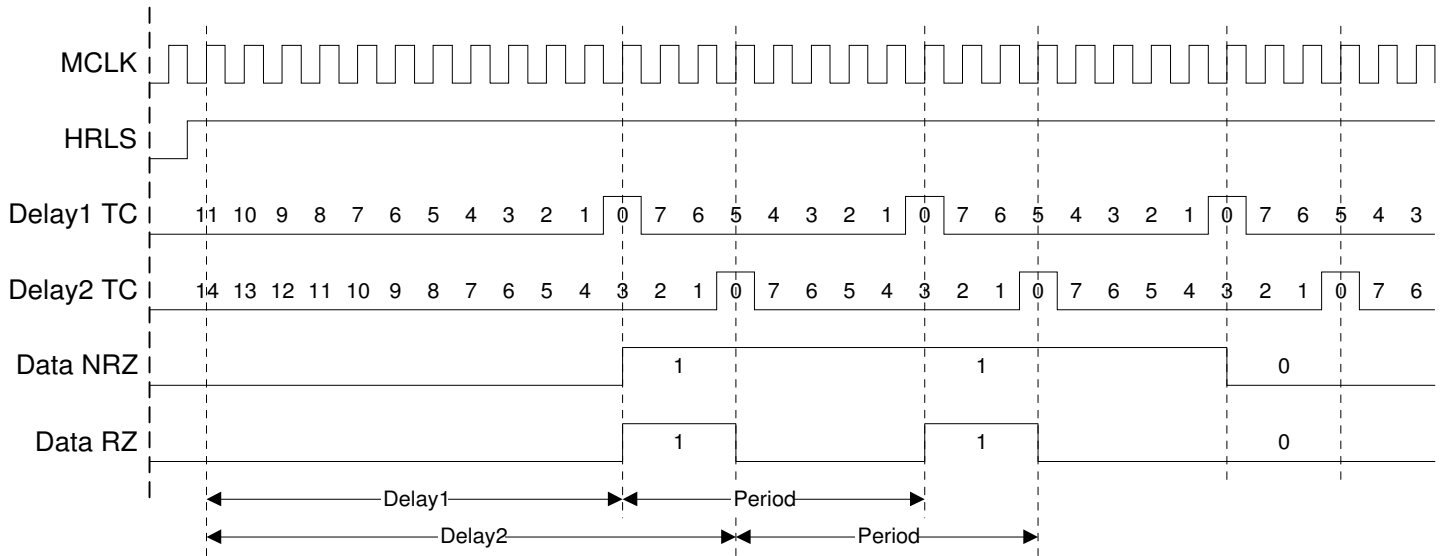 MCLK
HRLS
Delay1 TC 11 10 9 8 7 6 5 4 3 2 1 0 7 6 5 4 3 2 1 0 7 6 5 4 3 2 1 0 7 6 5 4 3
Delay2 TC 14 13 12 11 10 9 8 7 6 5 4 3 2 1 0 7 6 5 4 3 2 1 0 7 6 5 4 3 2 1 0 7 6
Data NRZ 1 1 0
Data RZ 1 1 0
Delay1 Period
Delay2 Period